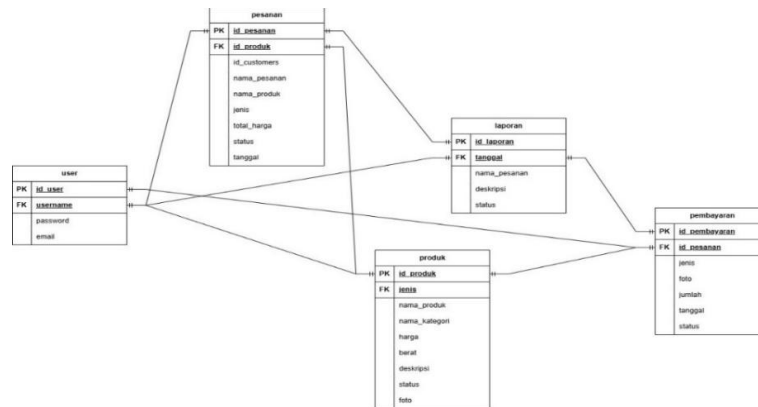 pesanan
PK id_pesanan
FK id_produk
id_customers
nama_pesanan
nama_produk
jenis
total_harga
status
tanggal
laporan
PK id_laporan
FK tanggal
nama_pesanan
deskripsi
status
user
PK id_user
FK username
password
email
pembayaran
PK id_pembayaran
FK id_pesanan
jenis
foto
jumlah
tanggal
status
produk
PK id_produk
FK jenis
nama_produk
nama_kategori
harga
berat
deskripsi
status
foto